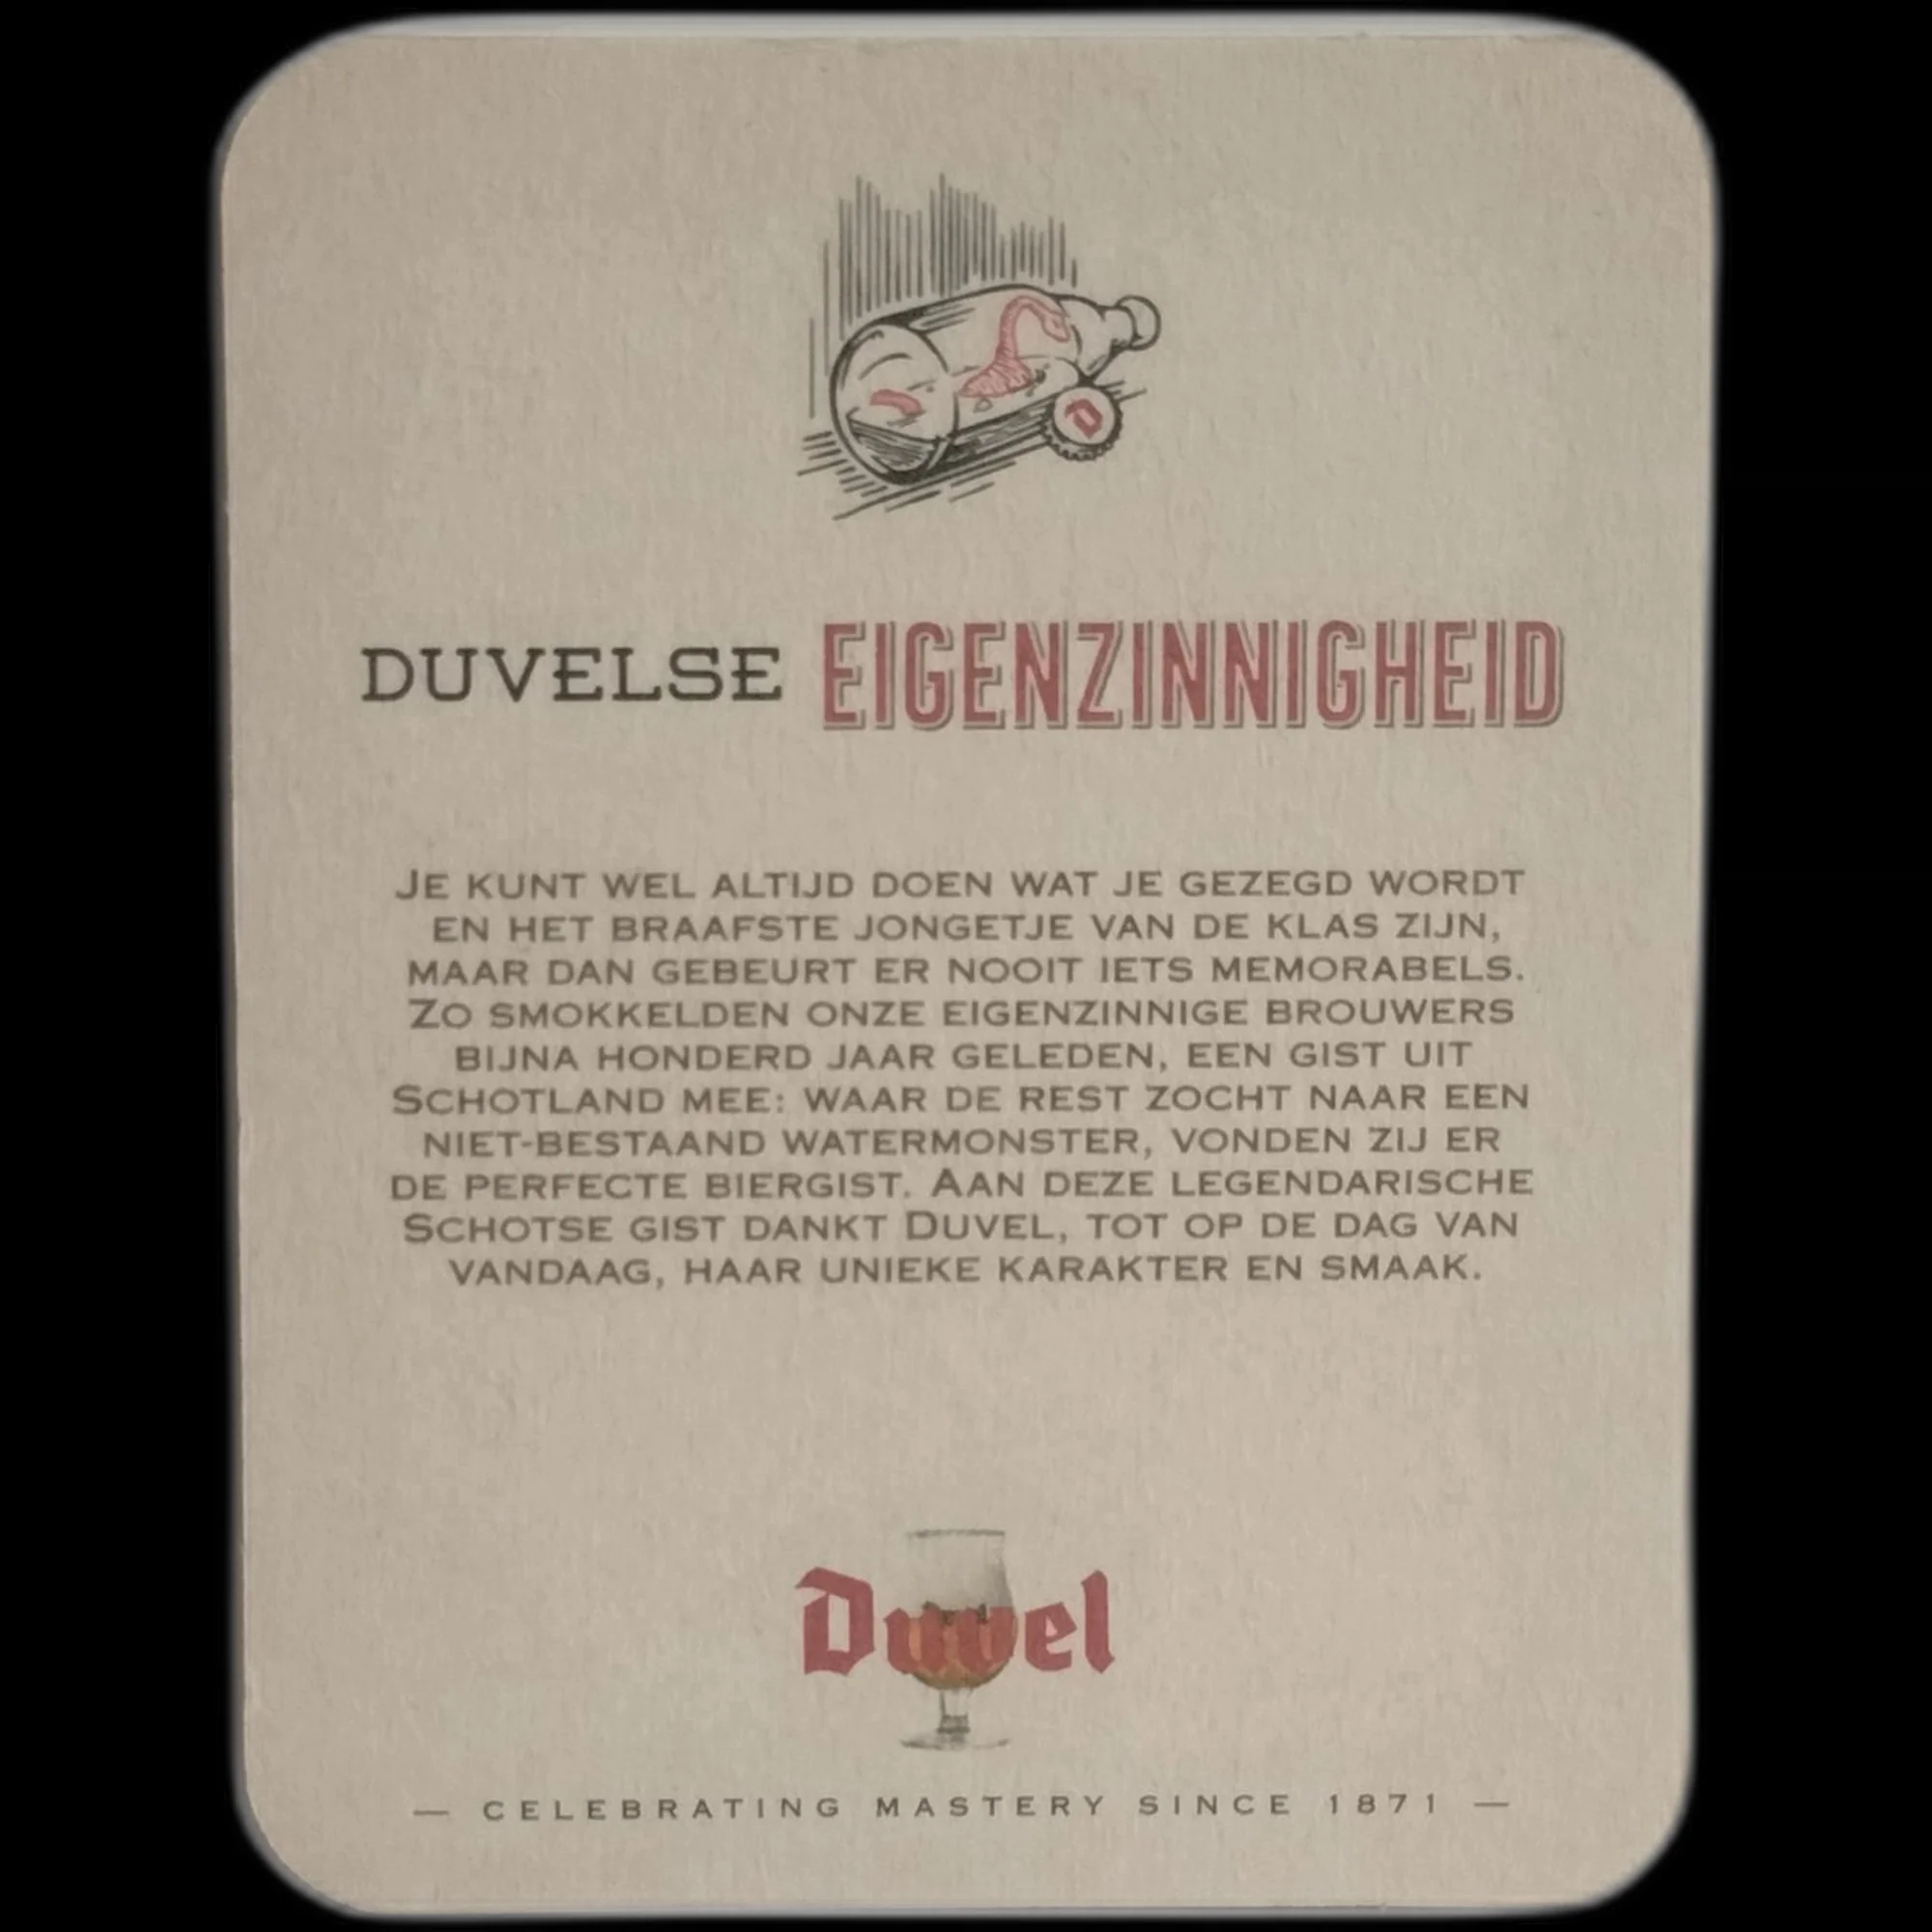 D
DUVELSE EIGENZINNIGHEID
JE KUNT WEL ALTIJD DOEN WAT JE GEZEGD WORDT
EN HET BRAAFSTE JONGETJE VAN DE KLAS ZIJN,
MAAR DAN GEBEURT ER NOOIT IETS MEMORABELS.
ZO SMOKKELDEN ONZE EIGENZINNIGE BROUWERS
BIJNA HONDERD JAAR GELEDEN, EEN GIST UIT
SCHOTLAND MEE: WAAR DE REST ZOCHT NAAR EEN
NIET-BESTAAND WATERMONSTER, VONDEN ZIJ ER
DE PERFECTE BIERGIST. AAN DEZE LEGENDARISCHE
SCHOTSE GIST DANKT DUVEL, TOT OP DE DAG VAN
VANDAAG, HAAR UNIEKE KARAKTER EN SMAAK.
Duvel
— CELEBRATING MASTERY SINCE 1871 —